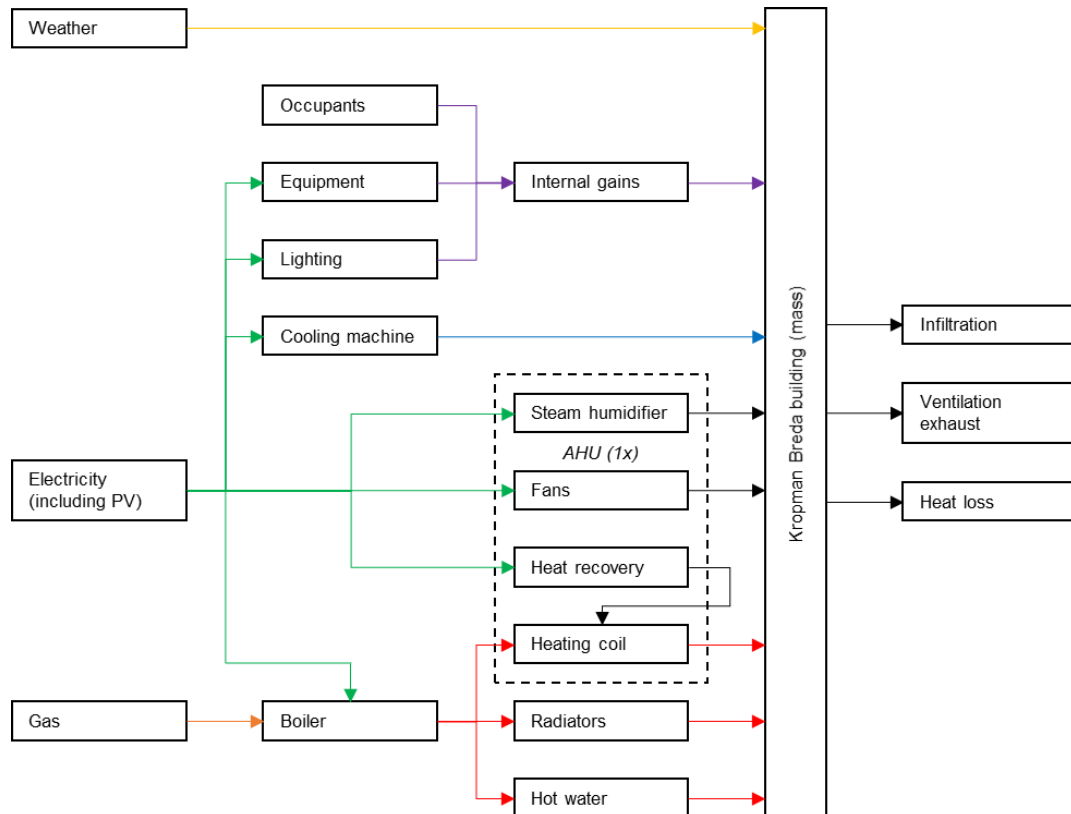 Weather
Occupants
Equipment
Internal gains
Lighting
Cooling machine
Steam humidifier
AHU (1x)
Electricity
(including PV)
Fans
Heat recovery
Heating coil
Gas
Boiler
Radiators
Hot water
Kropman Breda building (mass)
Infiltration
Ventilation
exhaust
Heat loss